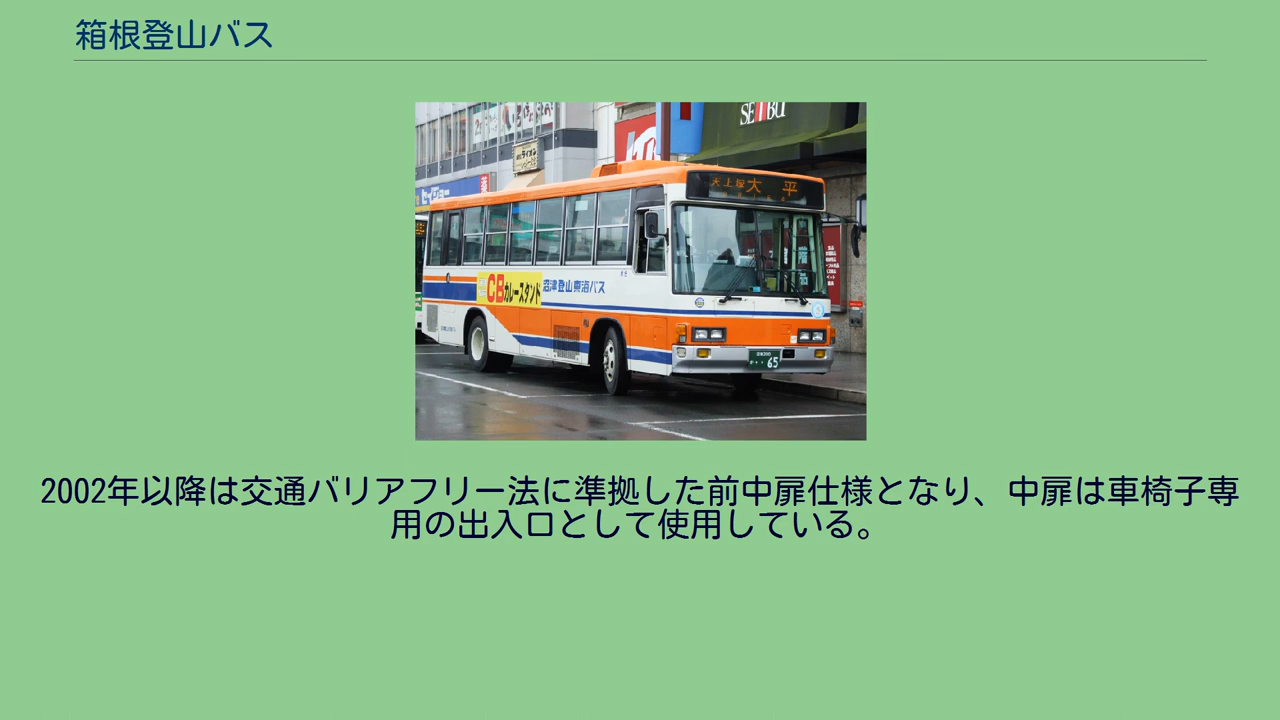 箱根登山バス
SEIBU
大平
CBカレースタンド
沼津登山東海バス
65
2002年以降は交通バリアフリー法に準拠した前中扉仕様となり、中扉は車椅子専
用の出入口として使用している。